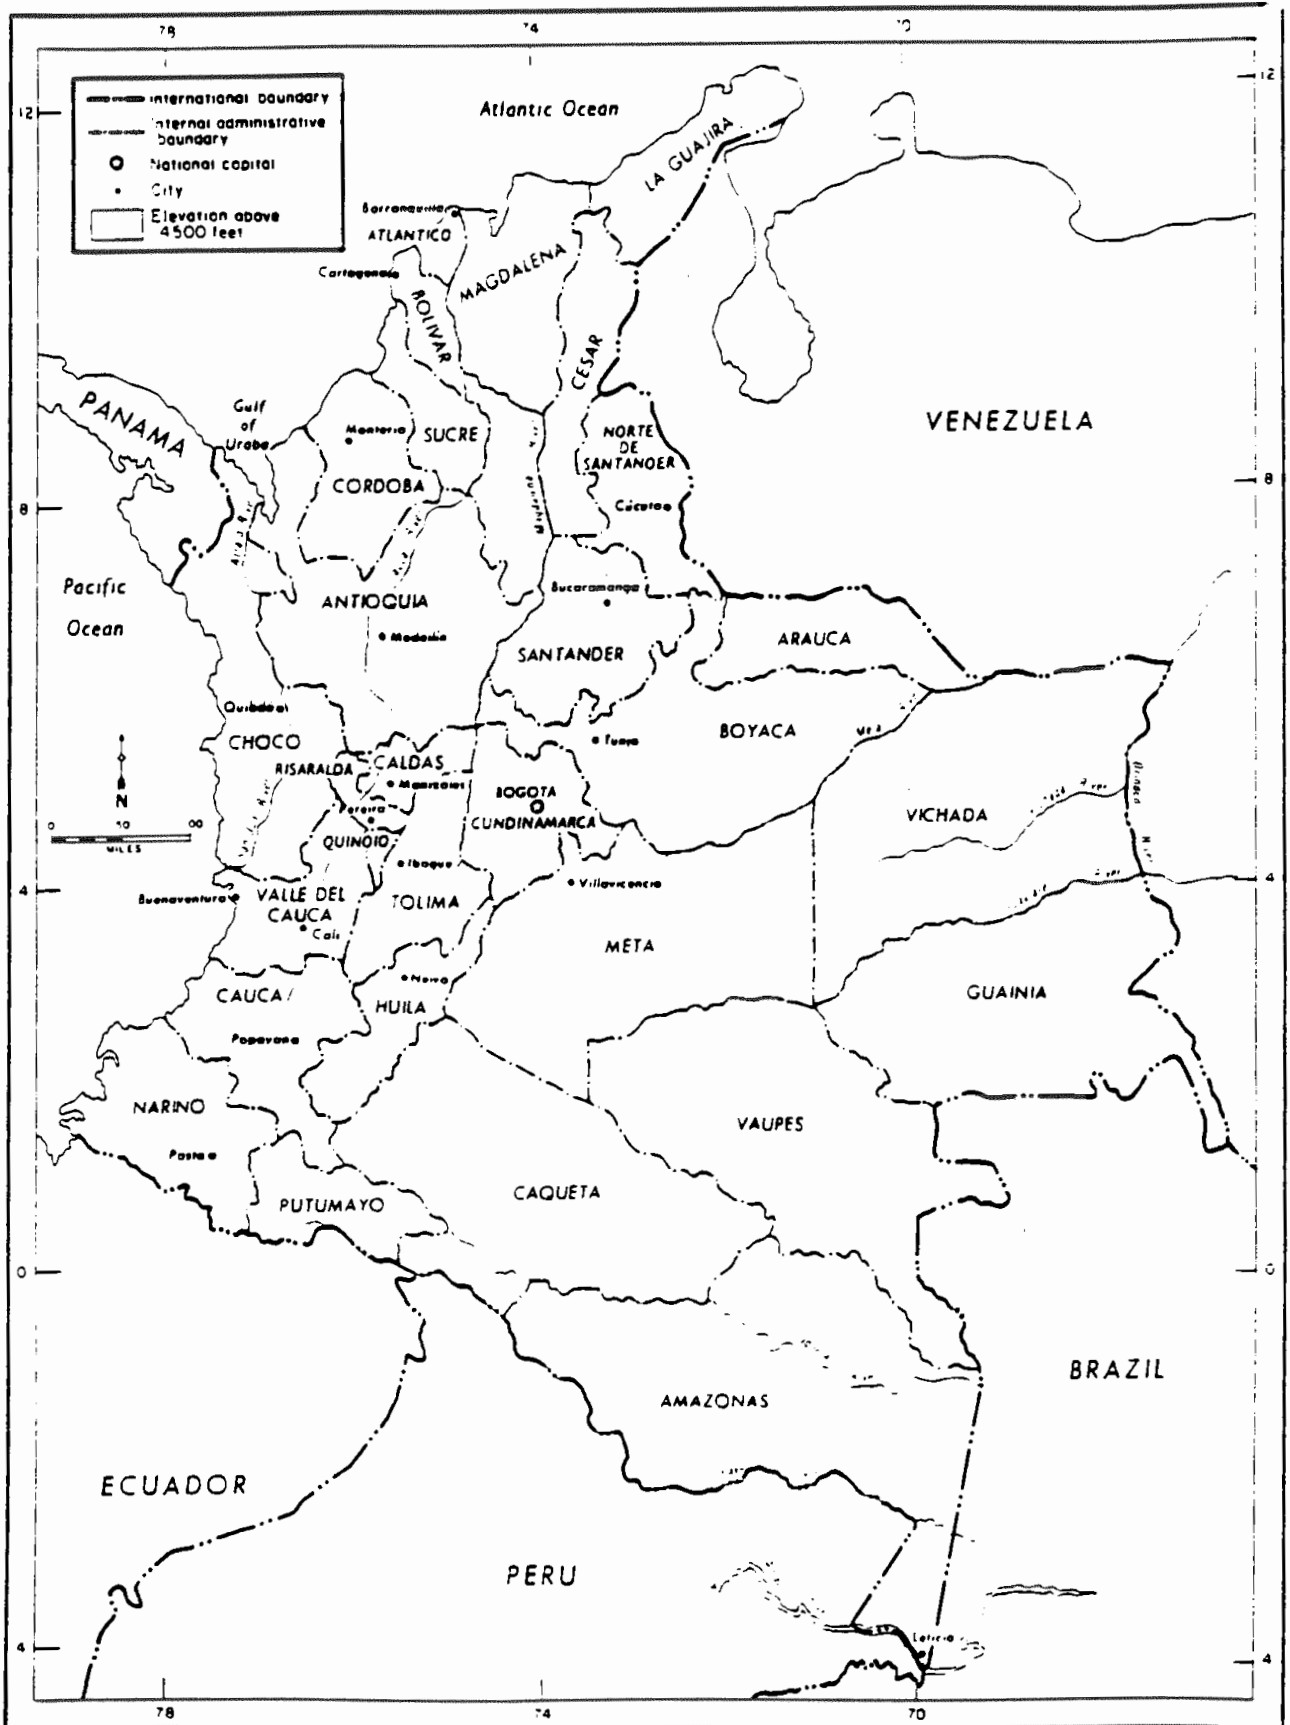 78
74
70
12
12
International boundary
Internal administrative
boundary
National capital
City
Elevation above
4500 feet
Atlantic Ocean
LA GUAJIRA
Barranquilla
ATLANTICO
MAGDALENA
Cartagena
BOLIVAR
CESAR
PANAMA
Gulf
of
Uraba
Monteria
SUCRE
NORTE
DE
SANTANDER
VENEZUELA
CORDOBA
Cúcuta
8
8
Pacific
Ocean
Bucaramanga
ANTIOQUIA
Medellin
ARAUCA
SANTANDER
Quibdo
CHOCO
Tunja
BOYACA
RISARALDA
CALDAS
Manizales
BOGOTA
CUNDINAMARCA
N
Pereira
VICHADA
MILES
QUINDIO
Ibague
Villavicencio
4
4
Buenaventura
VALLE DEL
CAUCA
Cali
TOLIMA
META
Neiva
CAUCA
HUILA
GUAINIA
Popayan
NARINO
VAUPES
Pasto
PUTUMAYO
CAQUETA
0
0
AMAZONAS
BRAZIL
ECUADOR
PERU
Leticia
4
4
78
74
70